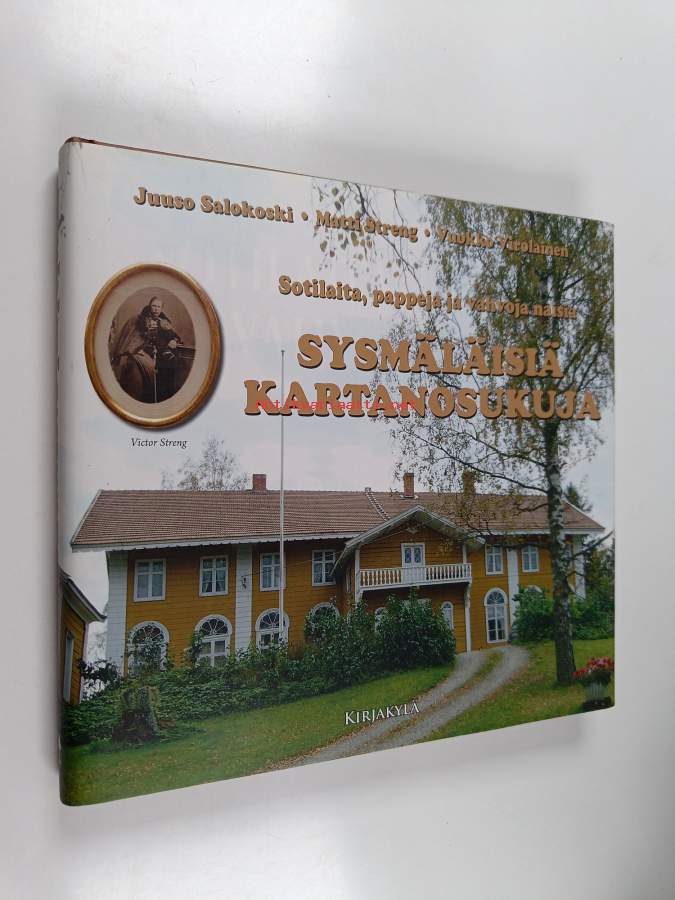 Juuso Salokoski • Matti Streng • Vuokko Virolainen
Sotilaita, pappeja ja vahvoja naisia
SYSMÄLÄISIÄ
KARTANOSUKUJA
Victor Streng
KIRJAKYLÄ